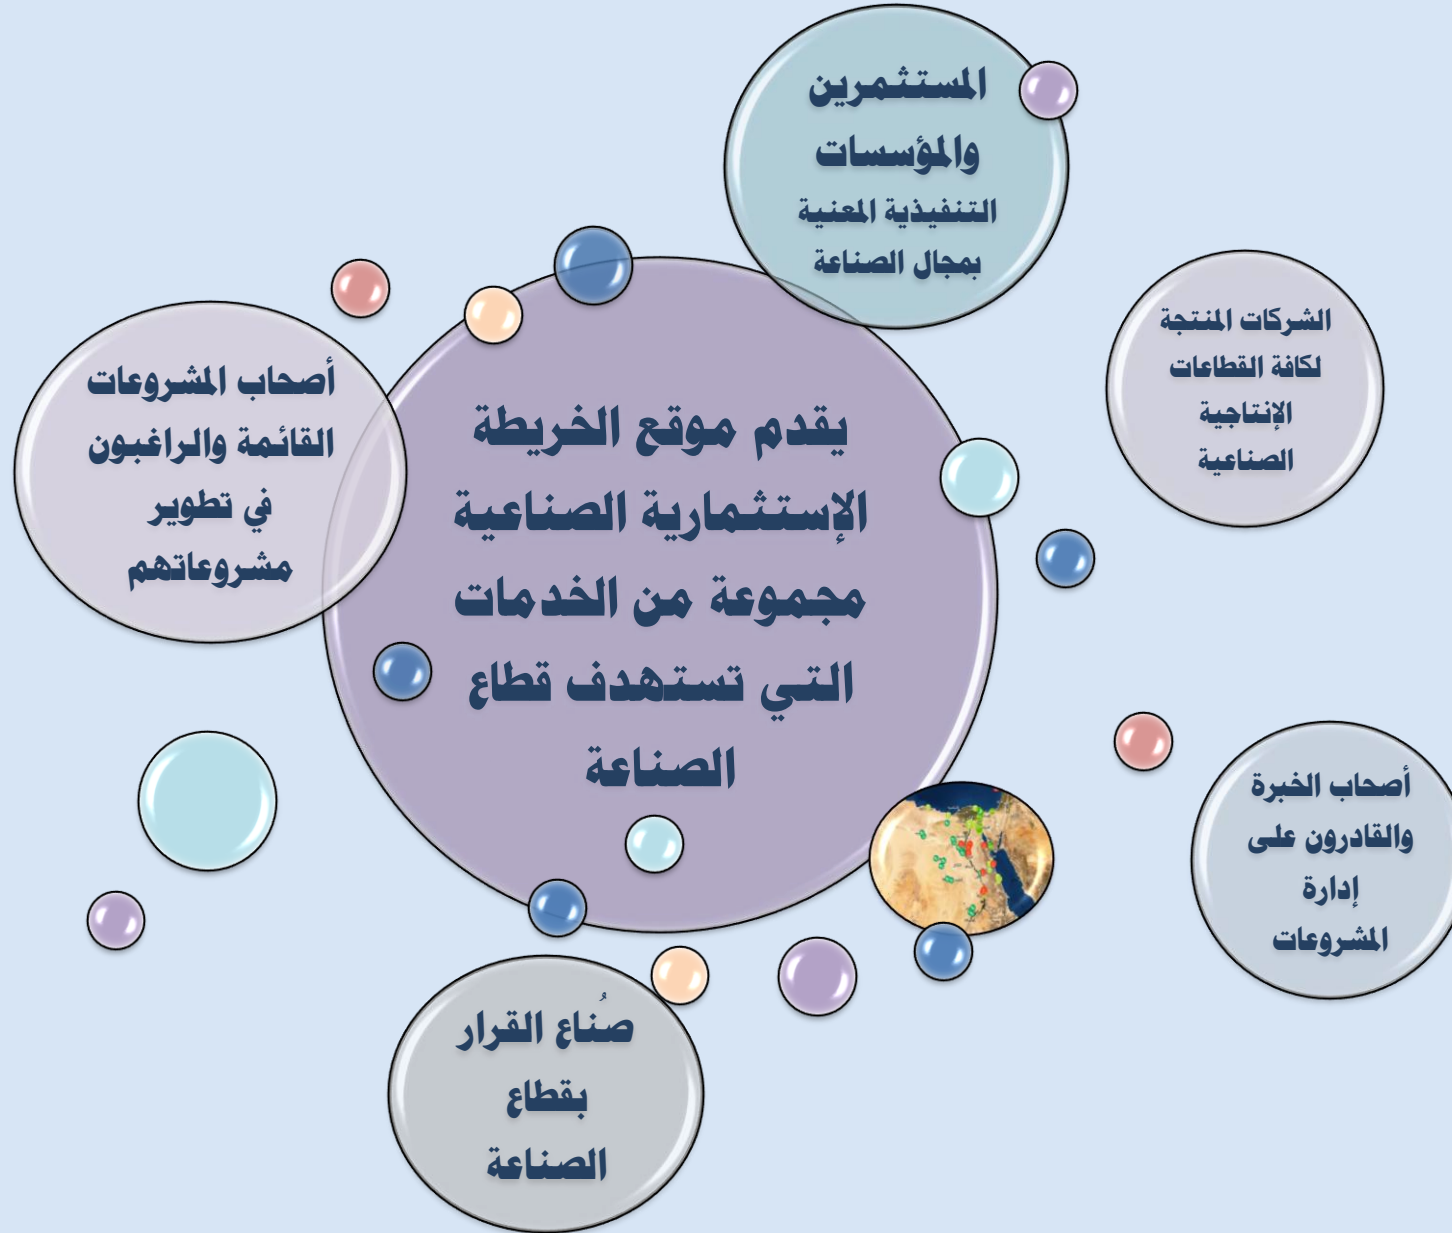 المستثمرين
والمؤسسات
التنفيذية المعنية
بمجال الصناعة
الشركات المنتجة
لكافة القطاعات
الإنتاجية
الصناعية
أصحاب المشروعات
القائمة والراغبون
في تطوير
مشروعاتهم
يقدم موقع الخريطة
الإستثمارية الصناعية
مجموعة من الخدمات
التي تستهدف قطاع
الصناعة
أصحاب الخبرة
والقادرون على
إدارة
المشروعات
صُناع القرار
بقطاع
الصناعة